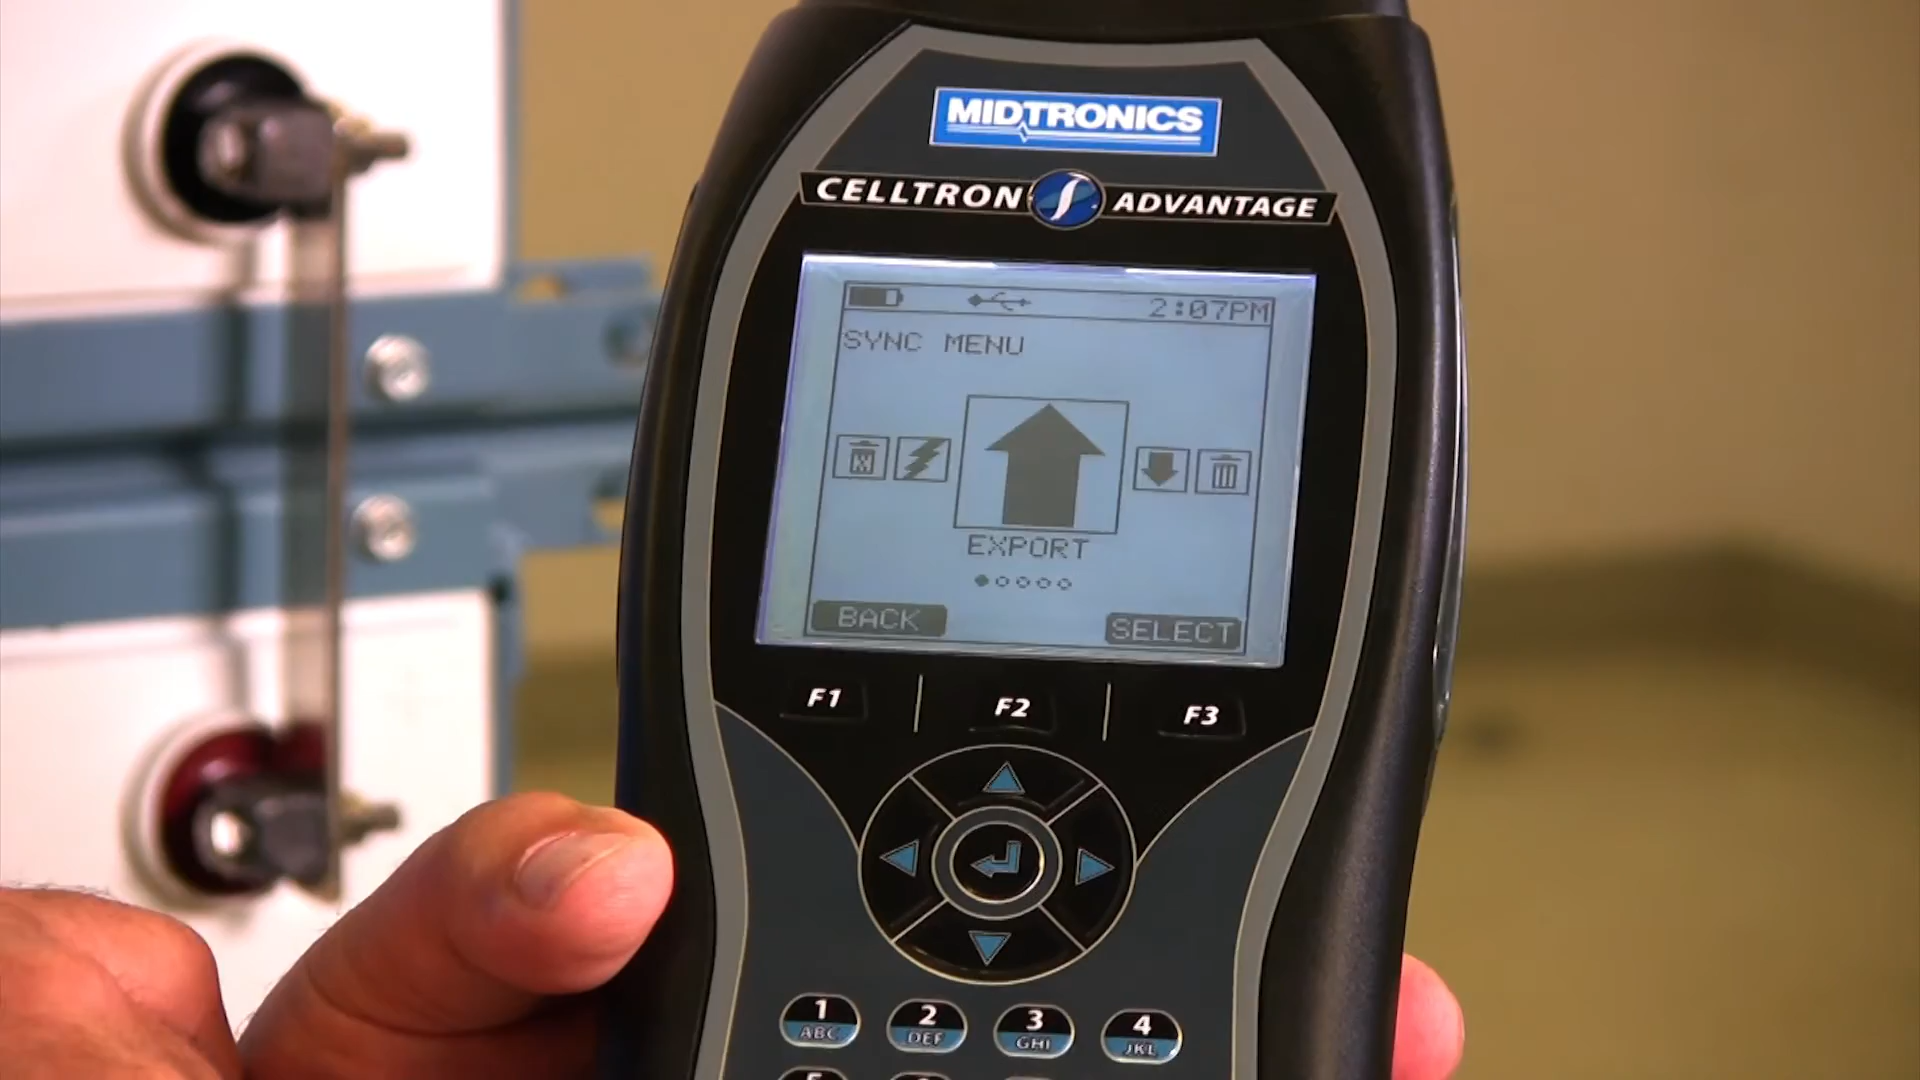 MIDTRONICS
CELLTRON ADVANTAGE
2:07PM
SYNC MENU
EXPORT
BACK SELECT
F1 F2 F3
1 2 3 4
ABC DEF GHI JKL